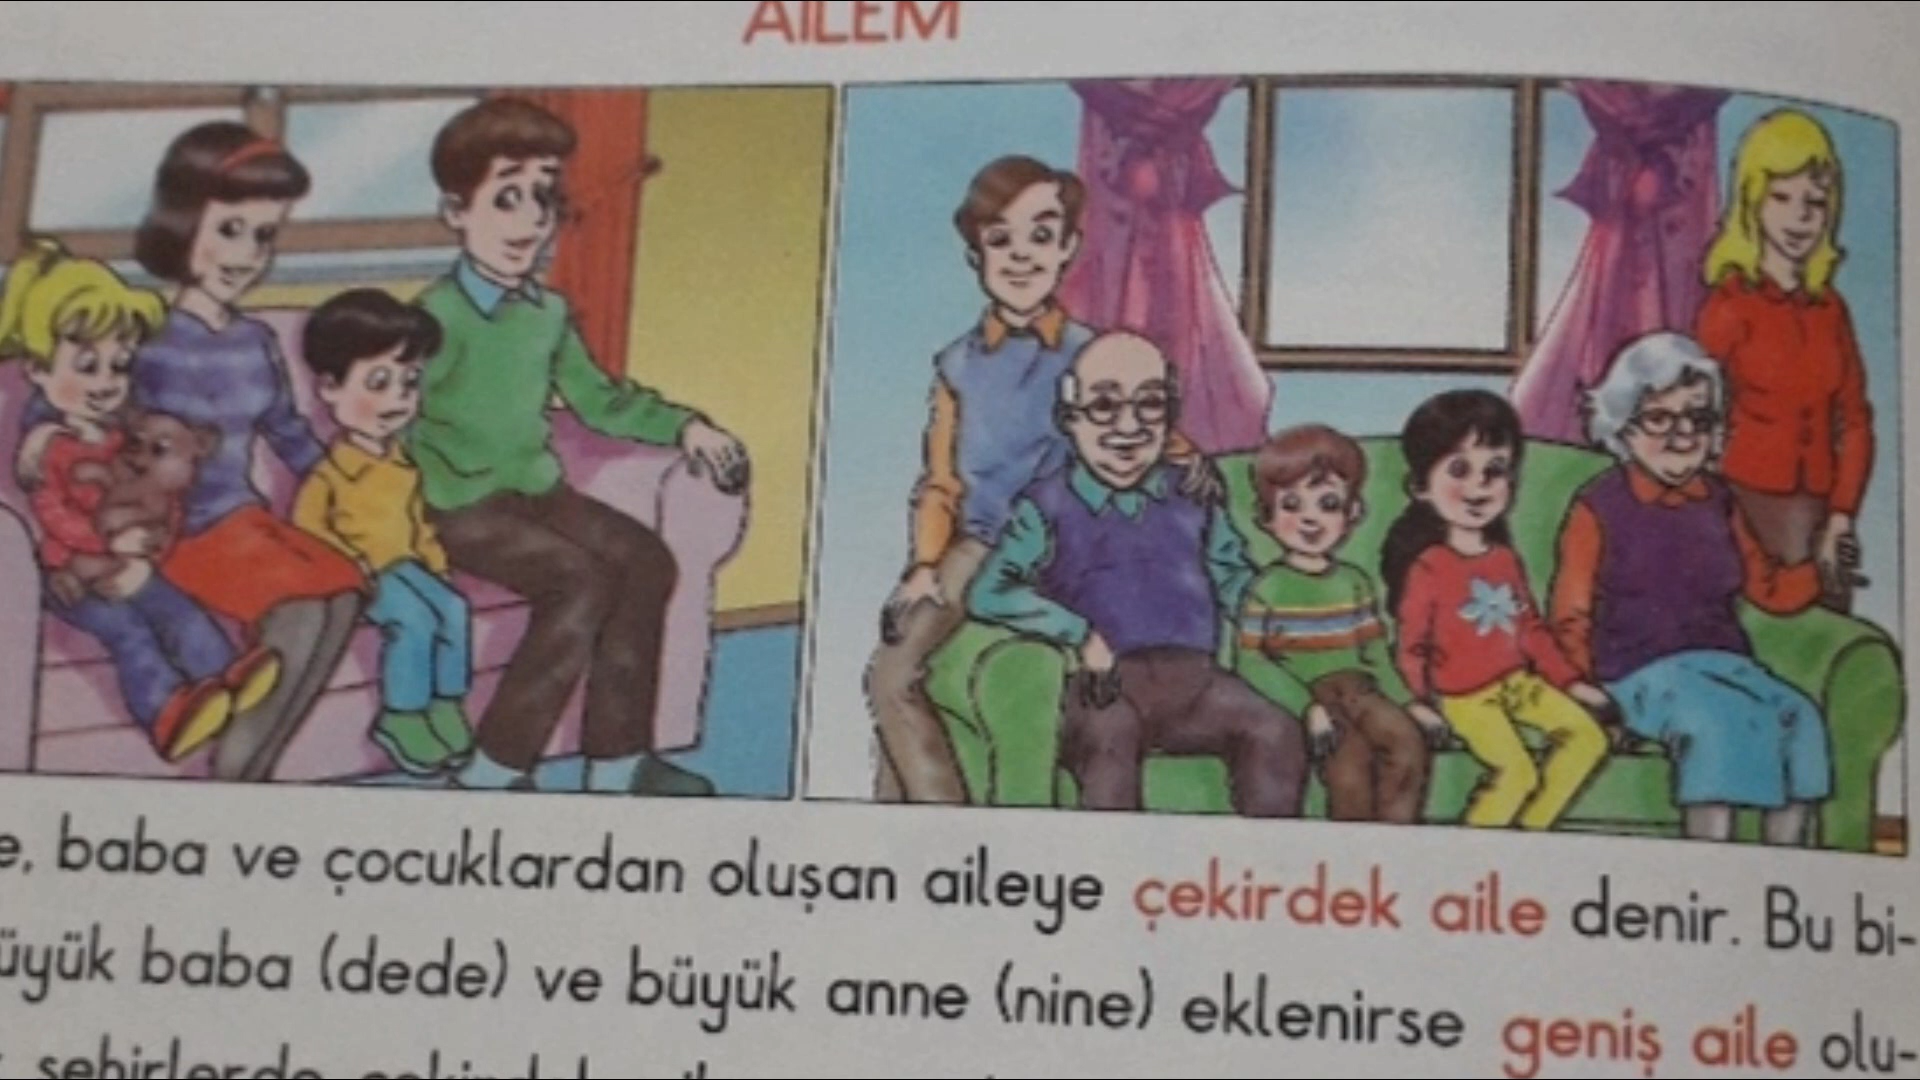 AİLEM
baba ve çocuklardan oluşan aileye çekirdek aile denir. Bu bi-
baba (dede) ve büyük anne (nine) eklenirse geniş aile olu-
şehirlerde